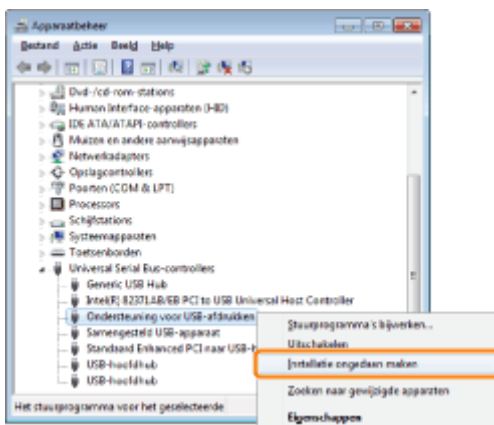 Apparaatbeheer
Bestand Actie Beeld Help
Dvd-/cd-rom-stations
Human Interface-apparaten (HID)
IDE ATA/ATAPI-controllers
Muizen en andere aanwijsapparaten
Netwerkadapters
Opslagcontrollers
Poorten (COM & LPT)
Processors
Schijfstations
Systeemapparaten
Toetsenborden
Universal Serial Bus-controllers
Generic USB Hub
Intel(R) 82371AB/EB PCI to USB Universal Host Controller
Ondersteuning voor USB-afdrukken
Samengesteld USB-apparaat
Standaard Enhanced PCI naar USB-h
USB-hoofdhub
USB-hoofdhub
Stuurprogramma's bijwerken...
Uitschakelen
Installatie ongedaan maken
Zoeken naar gewijzigde apparaten
Eigenschappen
Het stuurprogramma voor het geselecteerde